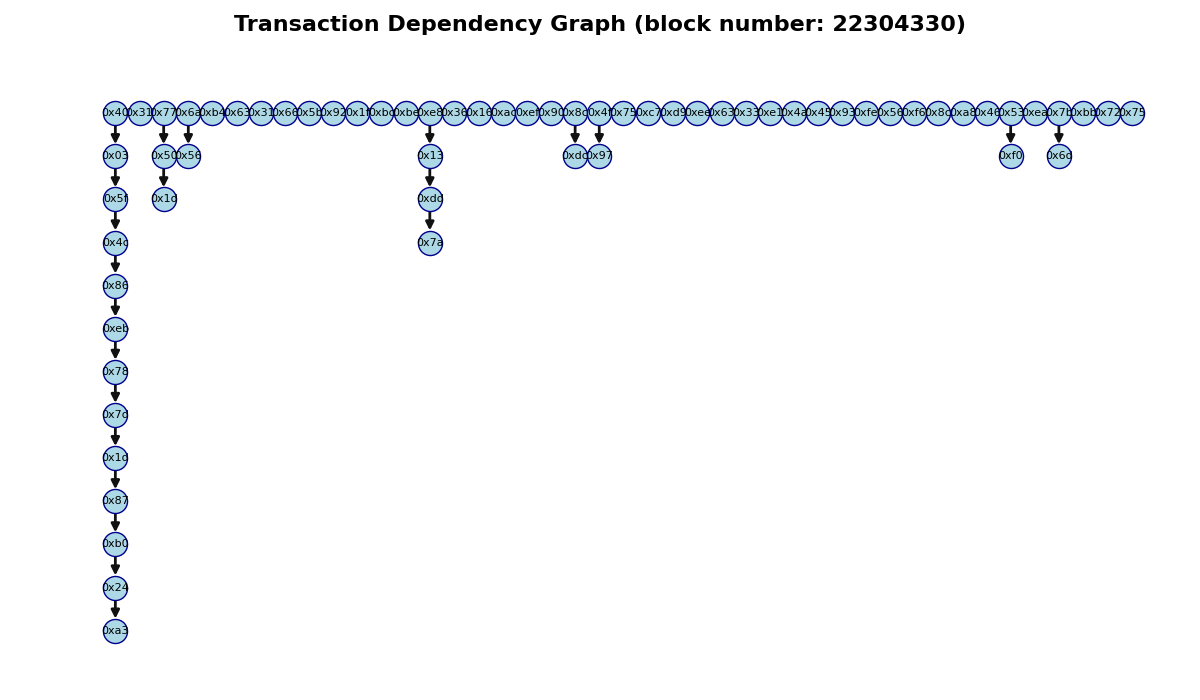 Transaction Dependency Graph (block number: 22304330)
0x40 0x31 0x77 0x6a 0xb4 0x63 0x31 0x66 0x5b 0x92 0x1f 0xbc 0xbe 0xe8 0x36 0x16 0xac 0xef 0x90 0x8c 0x4f 0x75 0xc7 0xd9 0xee 0x63 0x33 0xe1 0x4a 0x45 0x93 0xfe 0x56 0xf6 0x8c 0xa8 0x46 0x53 0xea 0x7b 0xbb 0x72 0x75
0x03 0x50 0x56 0x13 0xdc 0x97 0xf0 0x6d
0x5f 0x1d 0xdd
0x4c 0x7a
0x86
0xeb
0x78
0x7d
0x1d
0x87
0xb0
0x24
0xa3